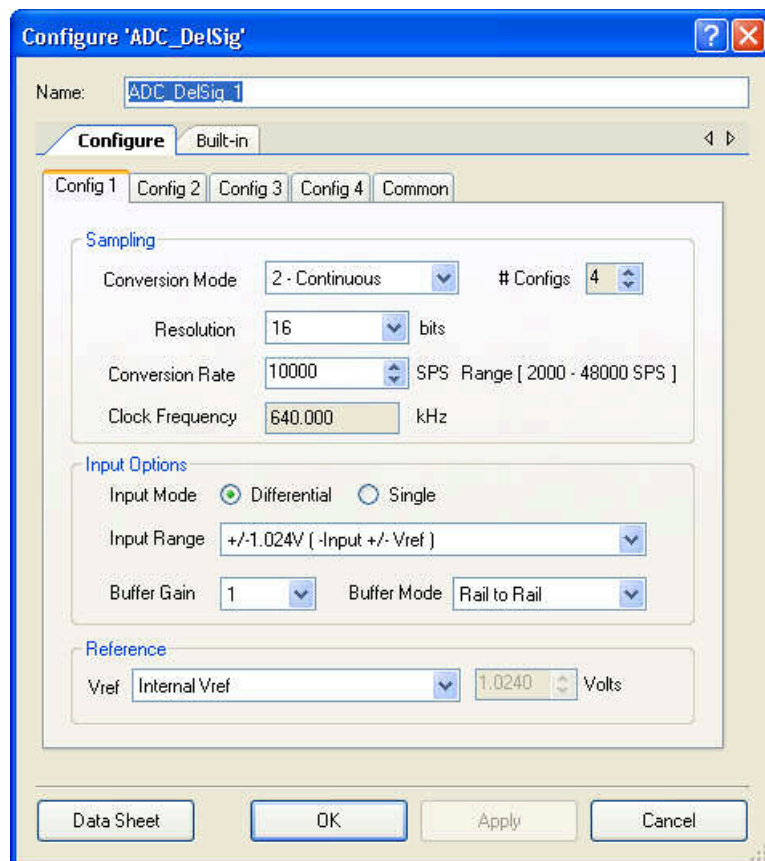 Configure 'ADC_DelSig'
Name: ADC_DelSig_1
Configure Built-in
Config 1 Config 2 Config 3 Config 4 Common
Sampling
Conversion Mode 2 - Continuous # Configs 4
Resolution 16 bits
Conversion Rate 10000 SPS Range [ 2000 - 48000 SPS ]
Clock Frequency 640.000 kHz
Input Options
Input Mode Differential Single
Input Range +/-1.024V ( -Input +/- Vref )
Buffer Gain 1 Buffer Mode Rail to Rail
Reference
Vref Internal Vref 1.0240 Volts
Data Sheet OK Apply Cancel